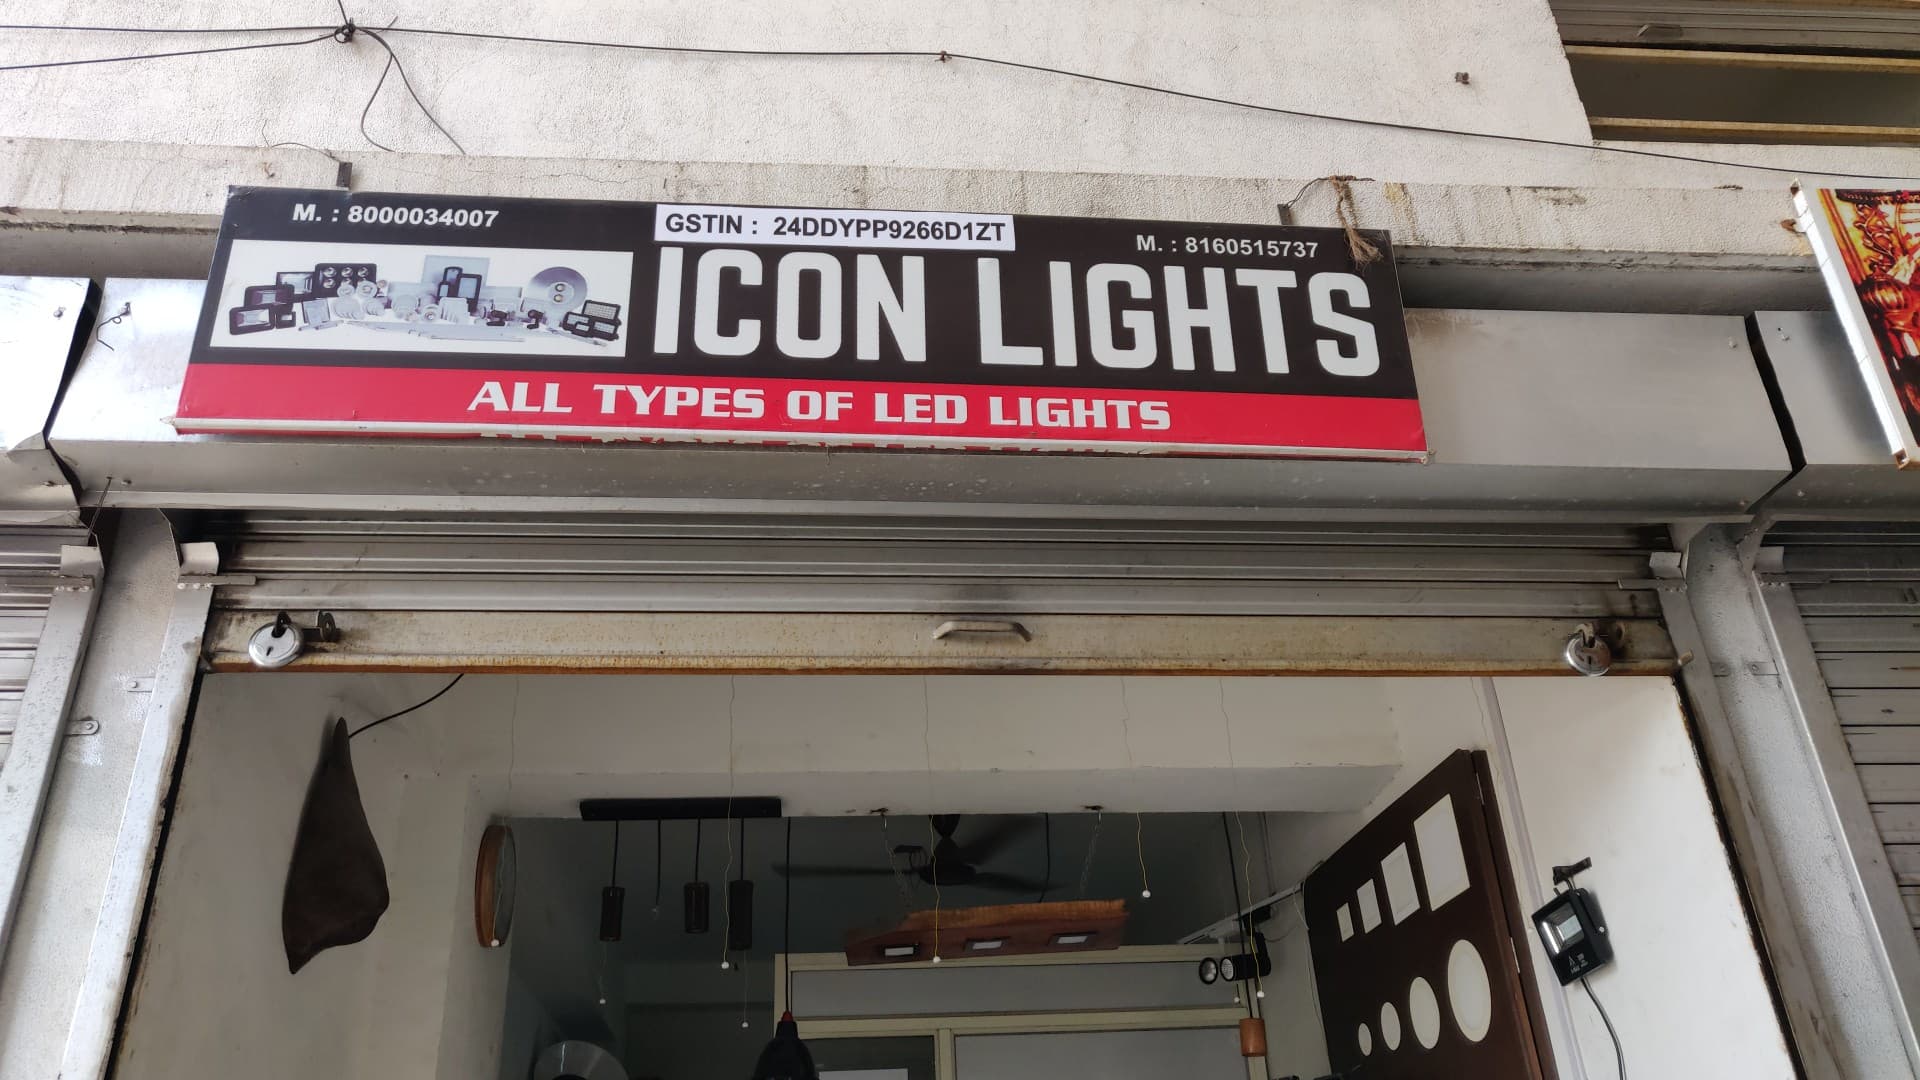 M. : 8000034007
GSTIN : 24DDYPP9266D1ZT
M. : 8160515737
ICON LIGHTS
ALL TYPES OF LED LIGHTS